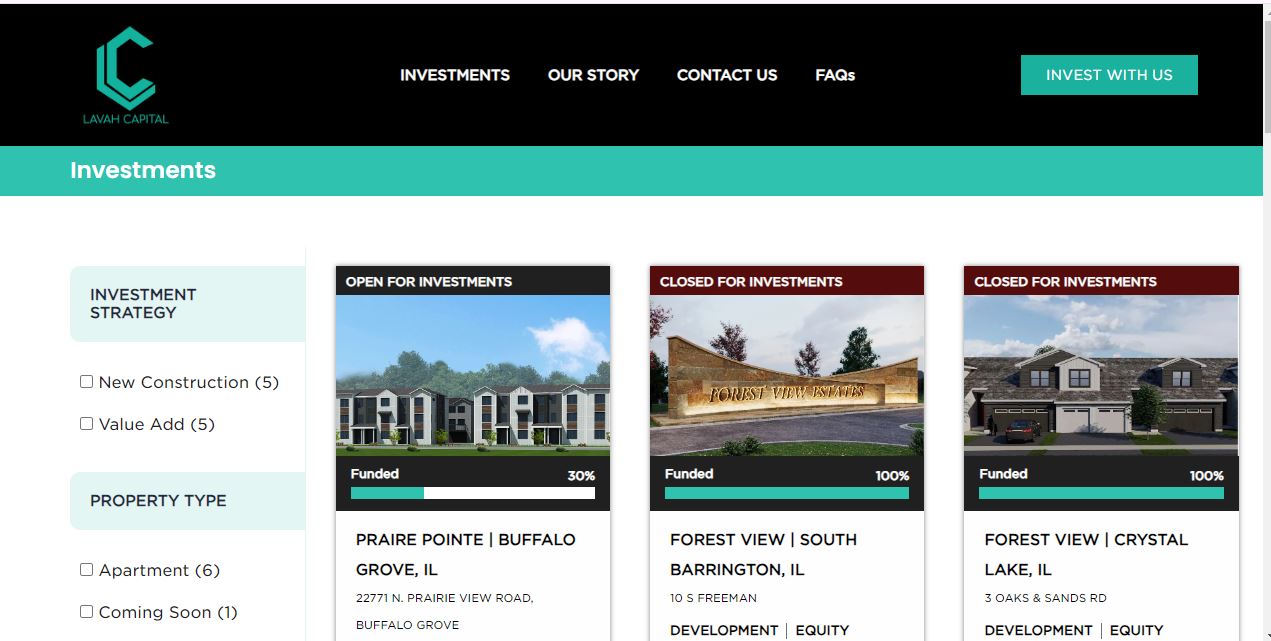 LAVAH CAPITAL
INVESTMENTS OUR STORY CONTACT US FAQs
INVEST WITH US
Investments
INVESTMENT
STRATEGY
New Construction (5)
Value Add (5)
PROPERTY TYPE
Apartment (6)
Coming Soon (1)
OPEN FOR INVESTMENTS
Funded 30%
PRAIRE POINTE | BUFFALO
GROVE, IL
22771 N. PRAIRIE VIEW ROAD,
BUFFALO GROVE
CLOSED FOR INVESTMENTS
FOREST VIEW ESTATES
Funded 100%
FOREST VIEW | SOUTH
BARRINGTON, IL
10 S FREEMAN
DEVELOPMENT | EQUITY
CLOSED FOR INVESTMENTS
Funded 100%
FOREST VIEW | CRYSTAL
LAKE, IL
3 OAKS & SANDS RD
DEVELOPMENT | EQUITY